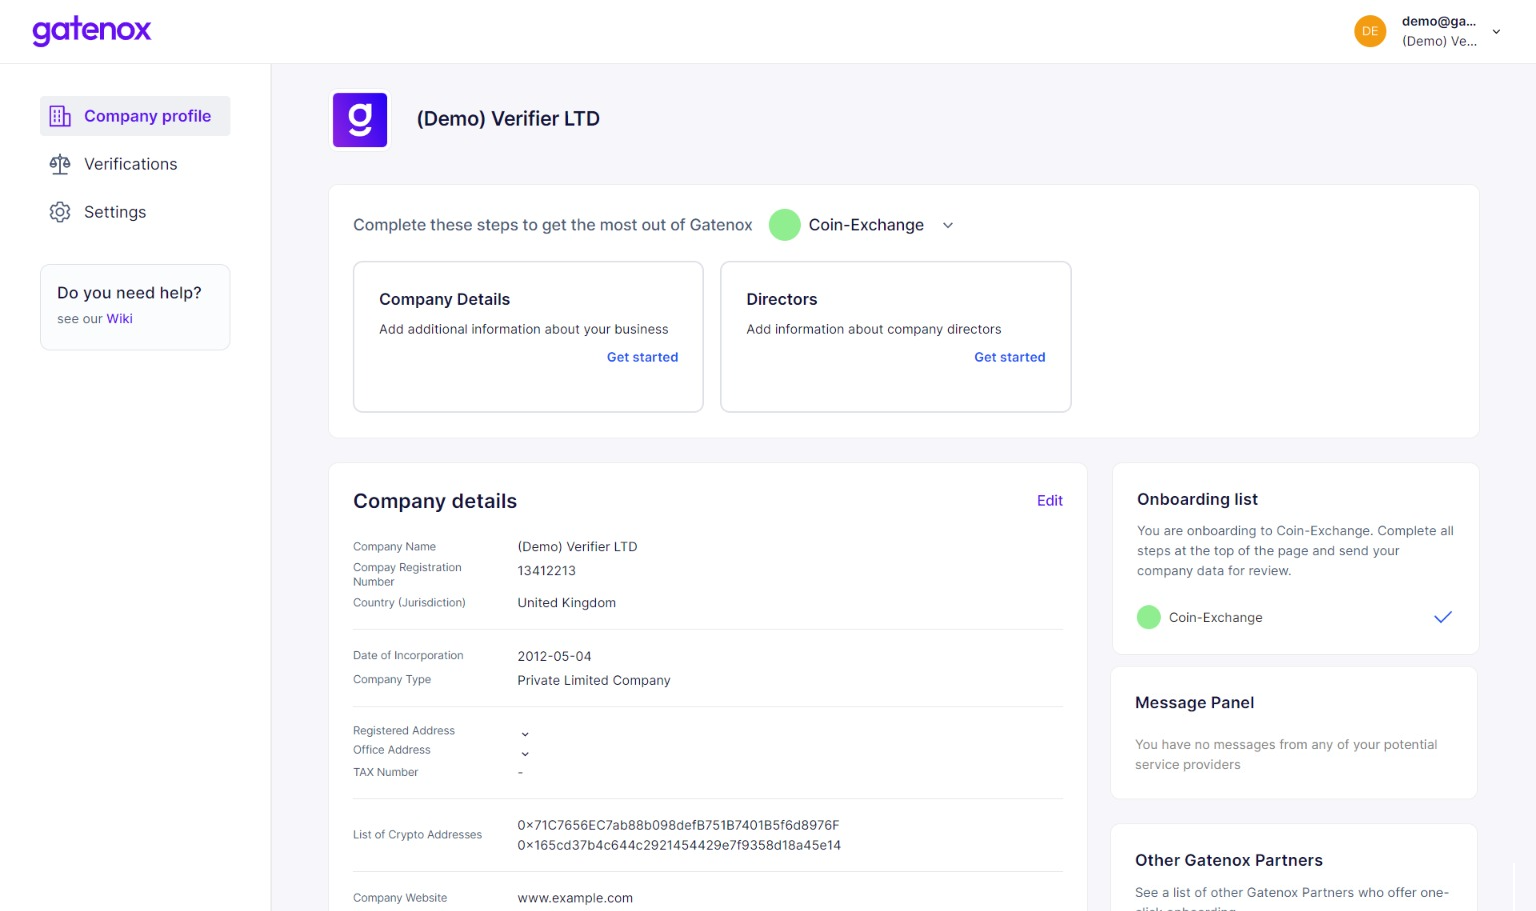 gatenox
DE
demo@ga...
(Demo) Ve...
Company profile
Verifications
Settings
Do you need help?
see our Wiki
g
(Demo) Verifier LTD
Complete these steps to get the most out of Gatenox
Coin-Exchange
Company Details
Add additional information about your business
Get started
Directors
Add information about company directors
Get started
Company details
Edit
Company Name
(Demo) Verifier LTD
Compay Registration
Number
13412213
Country (Jurisdiction)
United Kingdom
Date of Incorporation
2012-05-04
Company Type
Private Limited Company
Registered Address
Office Address
TAX Number
-
List of Crypto Addresses
0x71C7656EC7ab88b098defB751B7401B5f6d8976F
0x165cd37b4c644c2921454429e7f9358d18a45e14
Company Website
www.example.com
Onboarding list
You are onboarding to Coin-Exchange. Complete all
steps at the top of the page and send your
company data for review.
Coin-Exchange
Message Panel
You have no messages from any of your potential
service providers
Other Gatenox Partners
See a list of other Gatenox Partners who offer one-
click onboarding